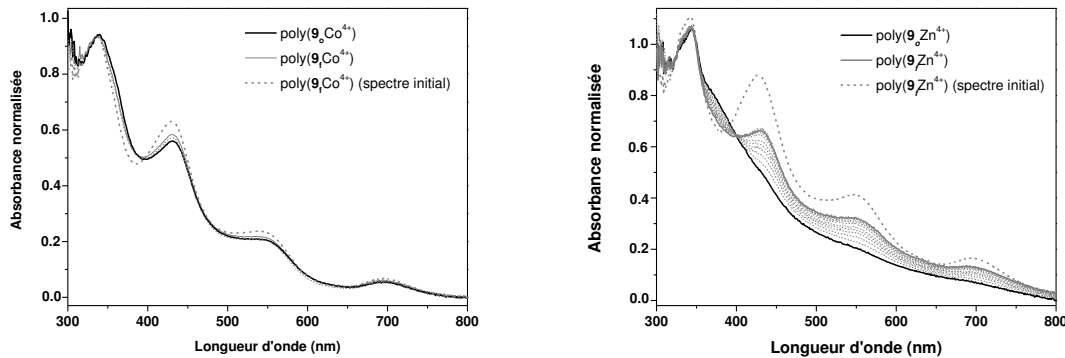 Absorbance normalisée
1.0
0.8
0.6
0.4
0.2
0.0
300 400 500 600 700 800
Longueur d'onde (nm)
poly(9ₒCo⁴⁺)
poly(9fCo⁴⁺)
poly(9fCo⁴⁺) (spectre initial)
Absorbance normalisée
1.0
0.8
0.6
0.4
0.2
0.0
300 400 500 600 700 800
Longueur d'onde (nm)
poly(9ₒZn⁴⁺)
poly(9fZn⁴⁺)
poly(9fZn⁴⁺) (spectre initial)